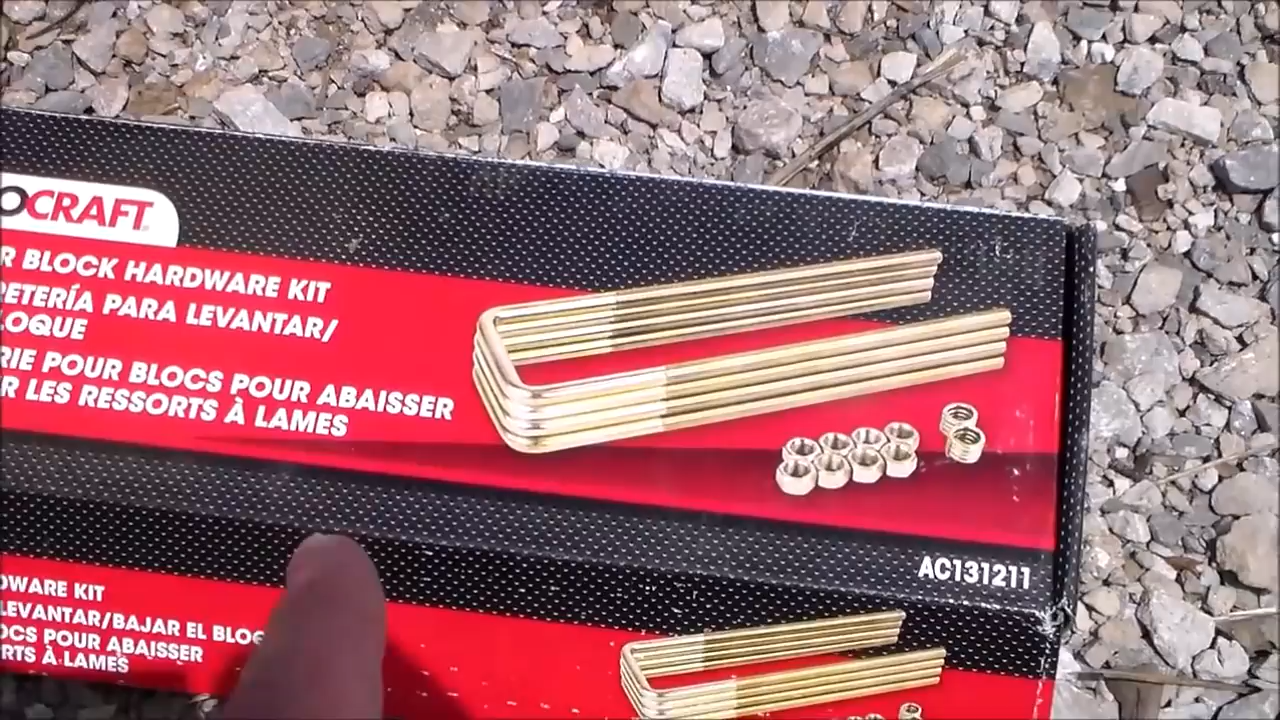 OCRAFT
R BLOCK HARDWARE KIT
RETERÍA PARA LEVANTAR/
LOQUE
RIE POUR BLOCS POUR ABAISSER
R LES RESSORTS À LAMES
AC131211
DWARE KIT
LEVANTAR/BAJAR EL BLOQ
OCS POUR ABAISSER
RTS À LAMES